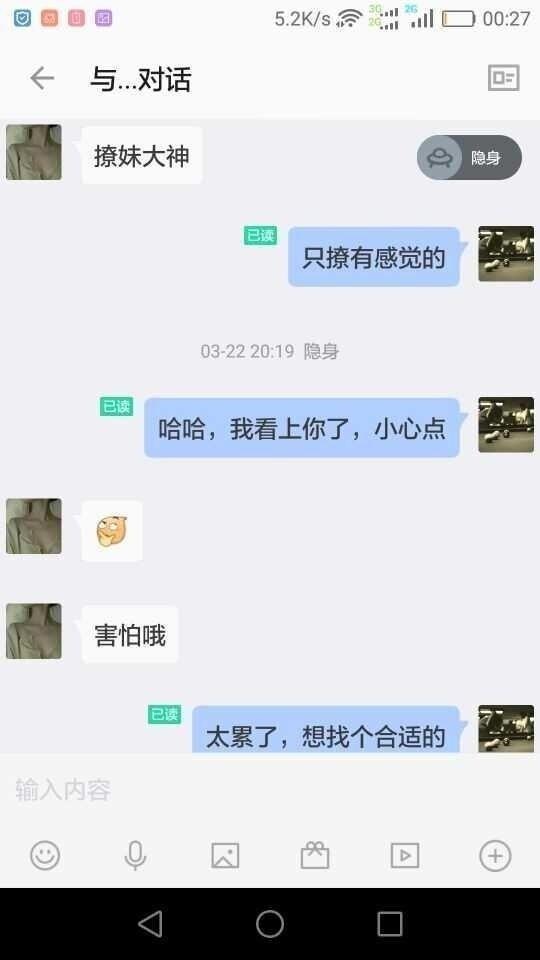 5.2K/s 3G 2G 2G 00:27
与...对话
撩妹大神
隐身
已读
只撩有感觉的
03-22 20:19 隐身
已读
哈哈，我看上你了，小心点
害怕哦
已读
太累了，想找个合适的
输入内容